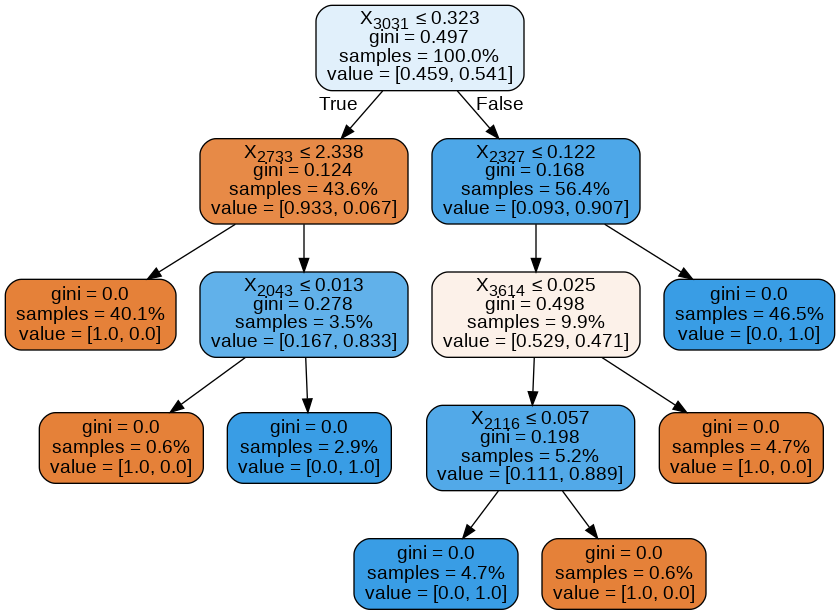 X3031 ≤ 0.323
gini = 0.497
samples = 100.0%
value = [0.459, 0.541]
True
False
X2733 ≤ 2.338
gini = 0.124
samples = 43.6%
value = [0.933, 0.067]
X2327 ≤ 0.122
gini = 0.168
samples = 56.4%
value = [0.093, 0.907]
gini = 0.0
samples = 40.1%
value = [1.0, 0.0]
X2043 ≤ 0.013
gini = 0.278
samples = 3.5%
value = [0.167, 0.833]
X3614 ≤ 0.025
gini = 0.498
samples = 9.9%
value = [0.529, 0.471]
gini = 0.0
samples = 46.5%
value = [0.0, 1.0]
gini = 0.0
samples = 0.6%
value = [1.0, 0.0]
gini = 0.0
samples = 2.9%
value = [0.0, 1.0]
X2116 ≤ 0.057
gini = 0.198
samples = 5.2%
value = [0.111, 0.889]
gini = 0.0
samples = 4.7%
value = [1.0, 0.0]
gini = 0.0
samples = 4.7%
value = [0.0, 1.0]
gini = 0.0
samples = 0.6%
value = [1.0, 0.0]